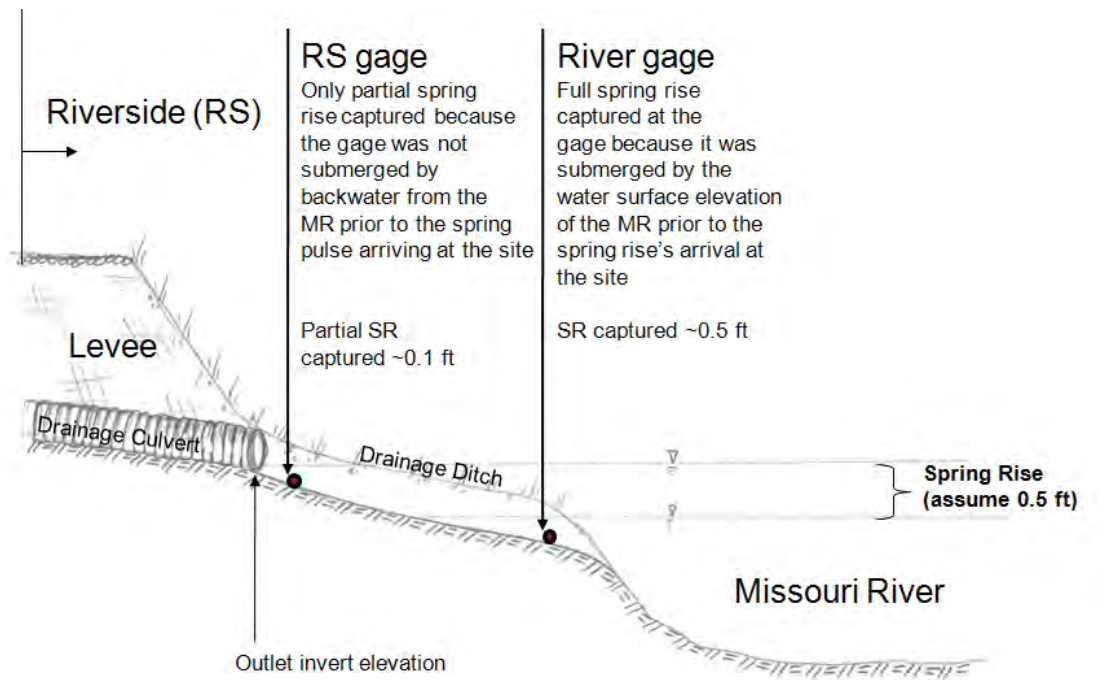 Riverside (RS)
RS gage
Only partial spring
rise captured because
the gage was not
submerged by
backwater from the
MR prior to the spring
pulse arriving at the site
Partial SR
captured ~0.1 ft
River gage
Full spring rise
captured at the
gage because it was
submerged by the
water surface elevation
of the MR prior to the
spring rise's arrival at
the site
SR captured ~0.5 ft
Levee
Drainage Culvert
Drainage Ditch
Spring Rise
(assume 0.5 ft)
Missouri River
Outlet invert elevation